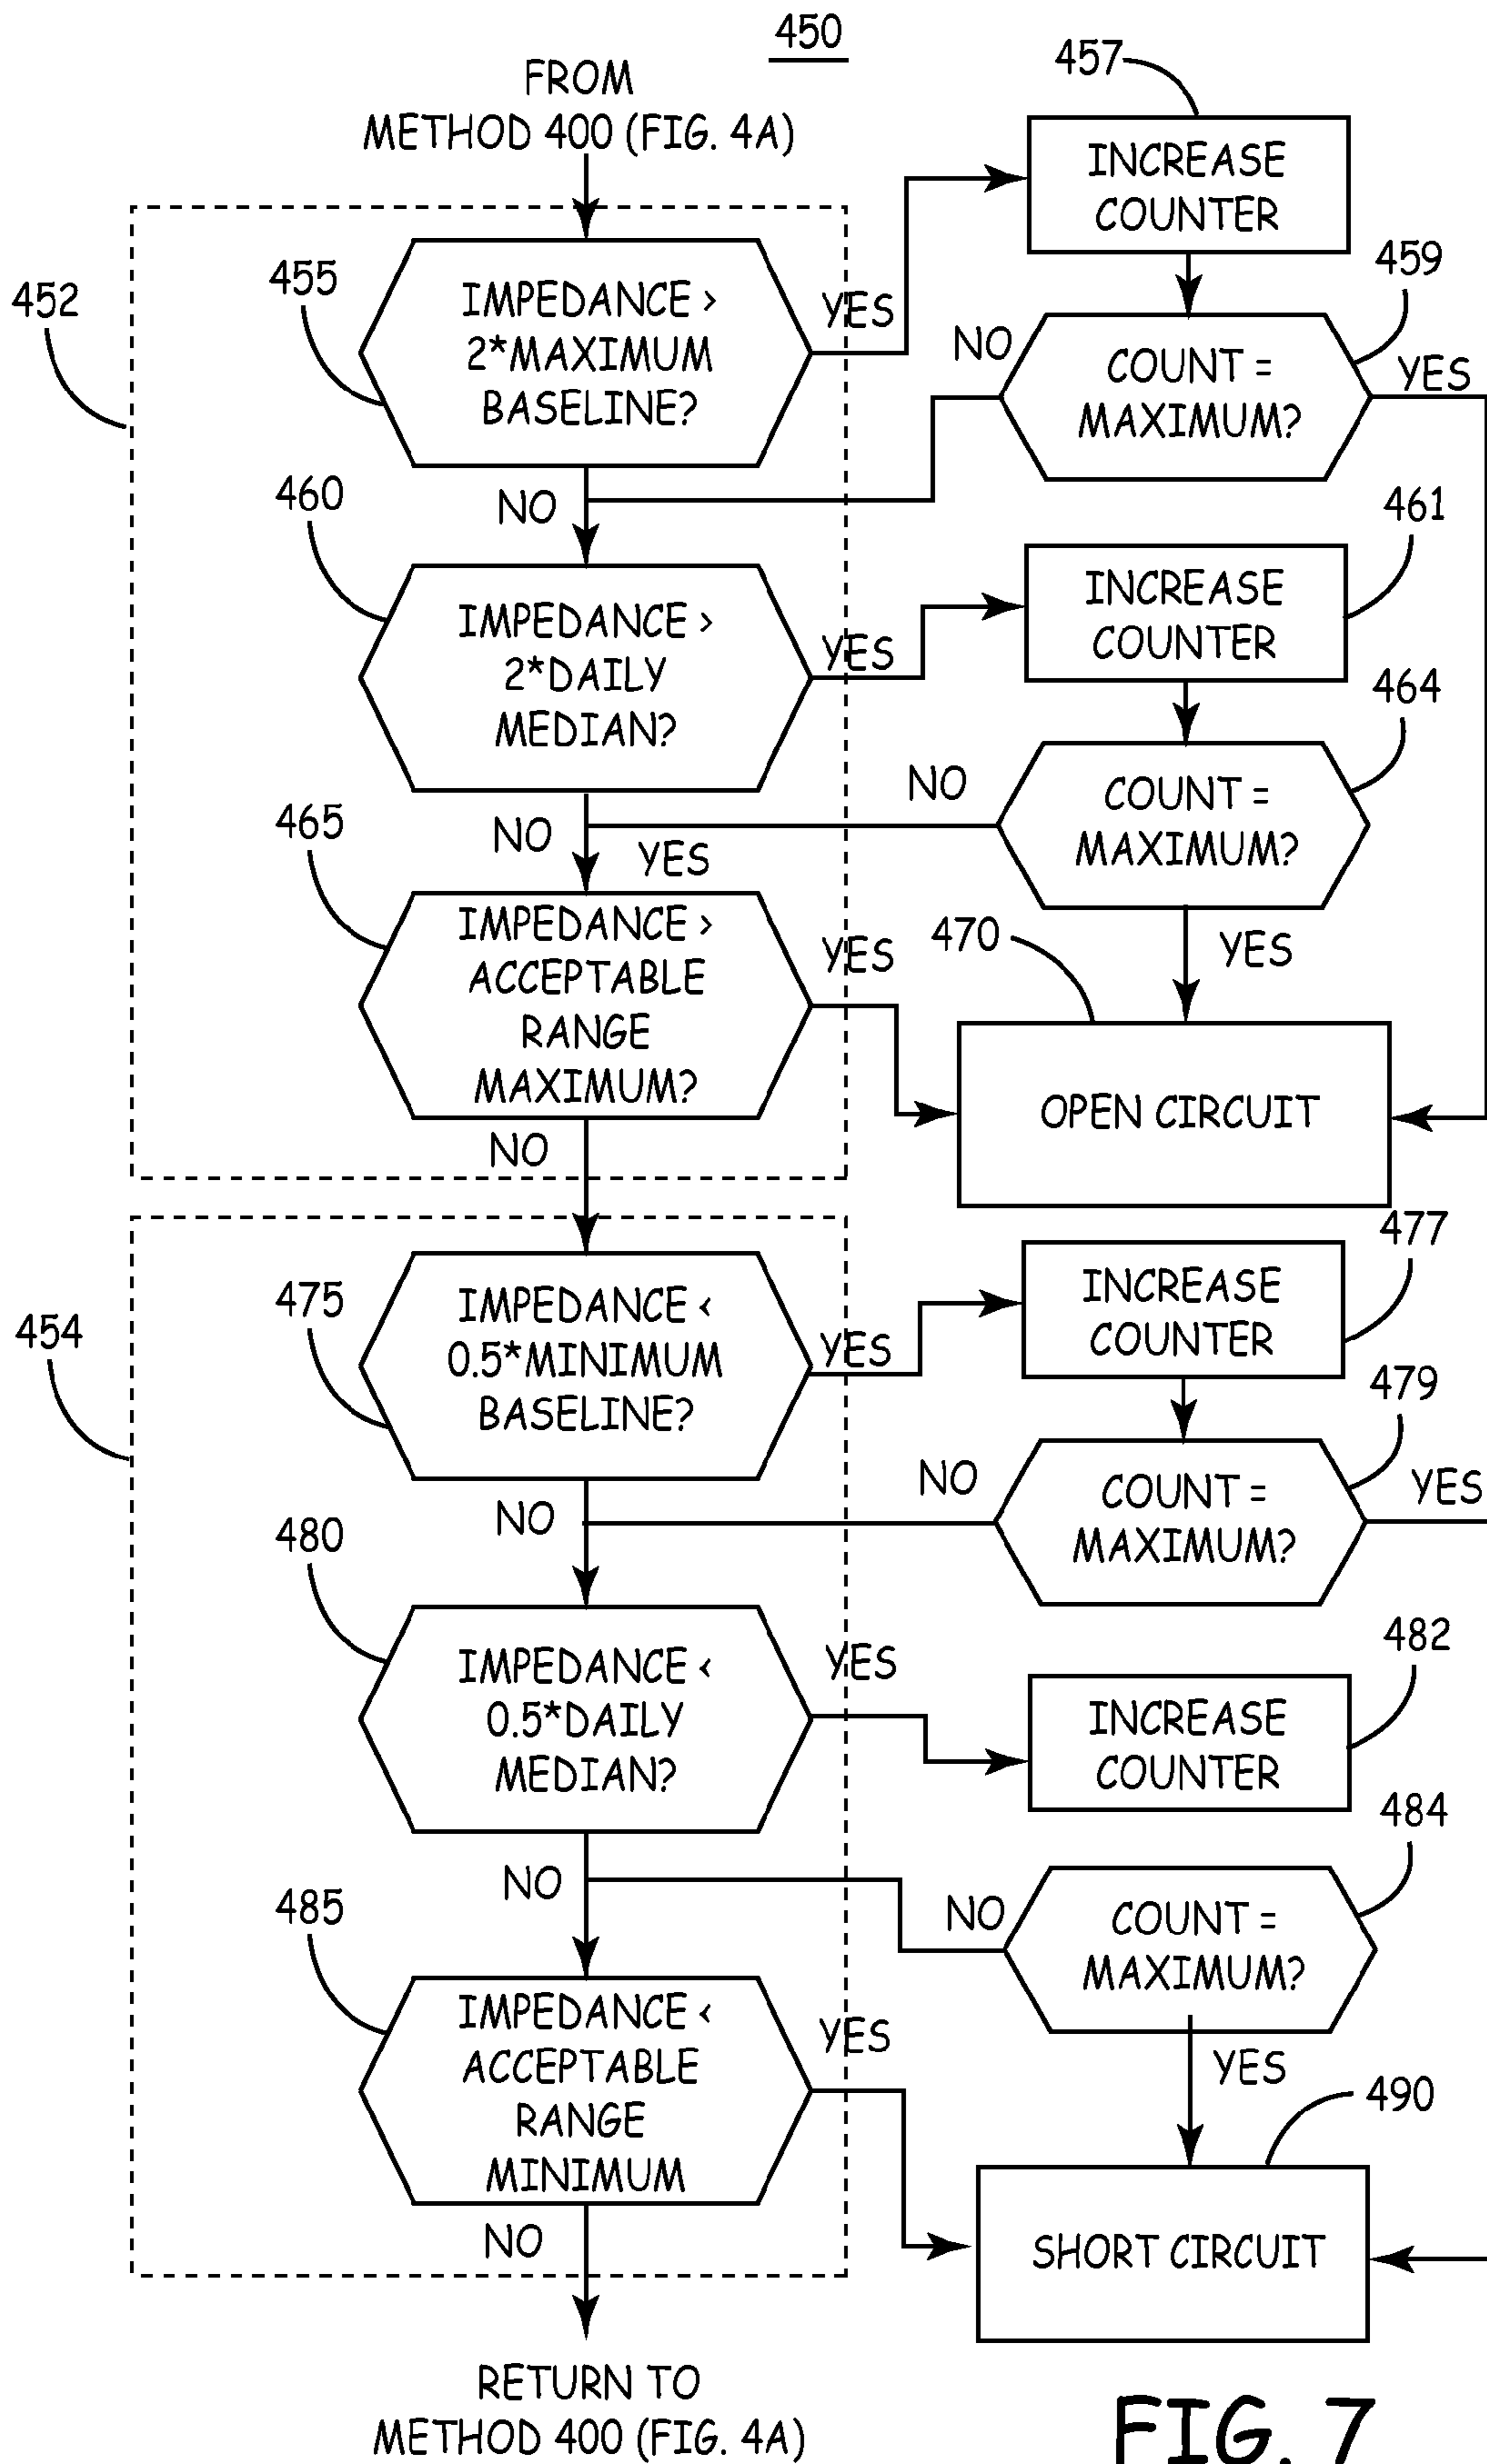 450
FROM
METHOD 400 (FIG. 4A)
457
INCREASE
COUNTER
452
455
IMPEDANCE >
2*MAXIMUM
BASELINE?
YES
459
NO
COUNT =
MAXIMUM?
YES
NO
460
IMPEDANCE >
2*DAILY
MEDIAN?
YES
461
INCREASE
COUNTER
464
NO
COUNT =
MAXIMUM?
YES
NO
YES
465
IMPEDANCE >
ACCEPTABLE
RANGE
MAXIMUM?
YES
470
OPEN CIRCUIT
NO
454
475
IMPEDANCE <
0.5*MINIMUM
BASELINE?
YES
477
INCREASE
COUNTER
479
NO
COUNT =
MAXIMUM?
YES
NO
480
IMPEDANCE <
0.5*DAILY
MEDIAN?
YES
482
INCREASE
COUNTER
484
NO
COUNT =
MAXIMUM?
YES
NO
485
IMPEDANCE <
ACCEPTABLE
RANGE
MINIMUM
YES
490
SHORT CIRCUIT
NO
RETURN TO
METHOD 400 (FIG. 4A)
FIG. 7